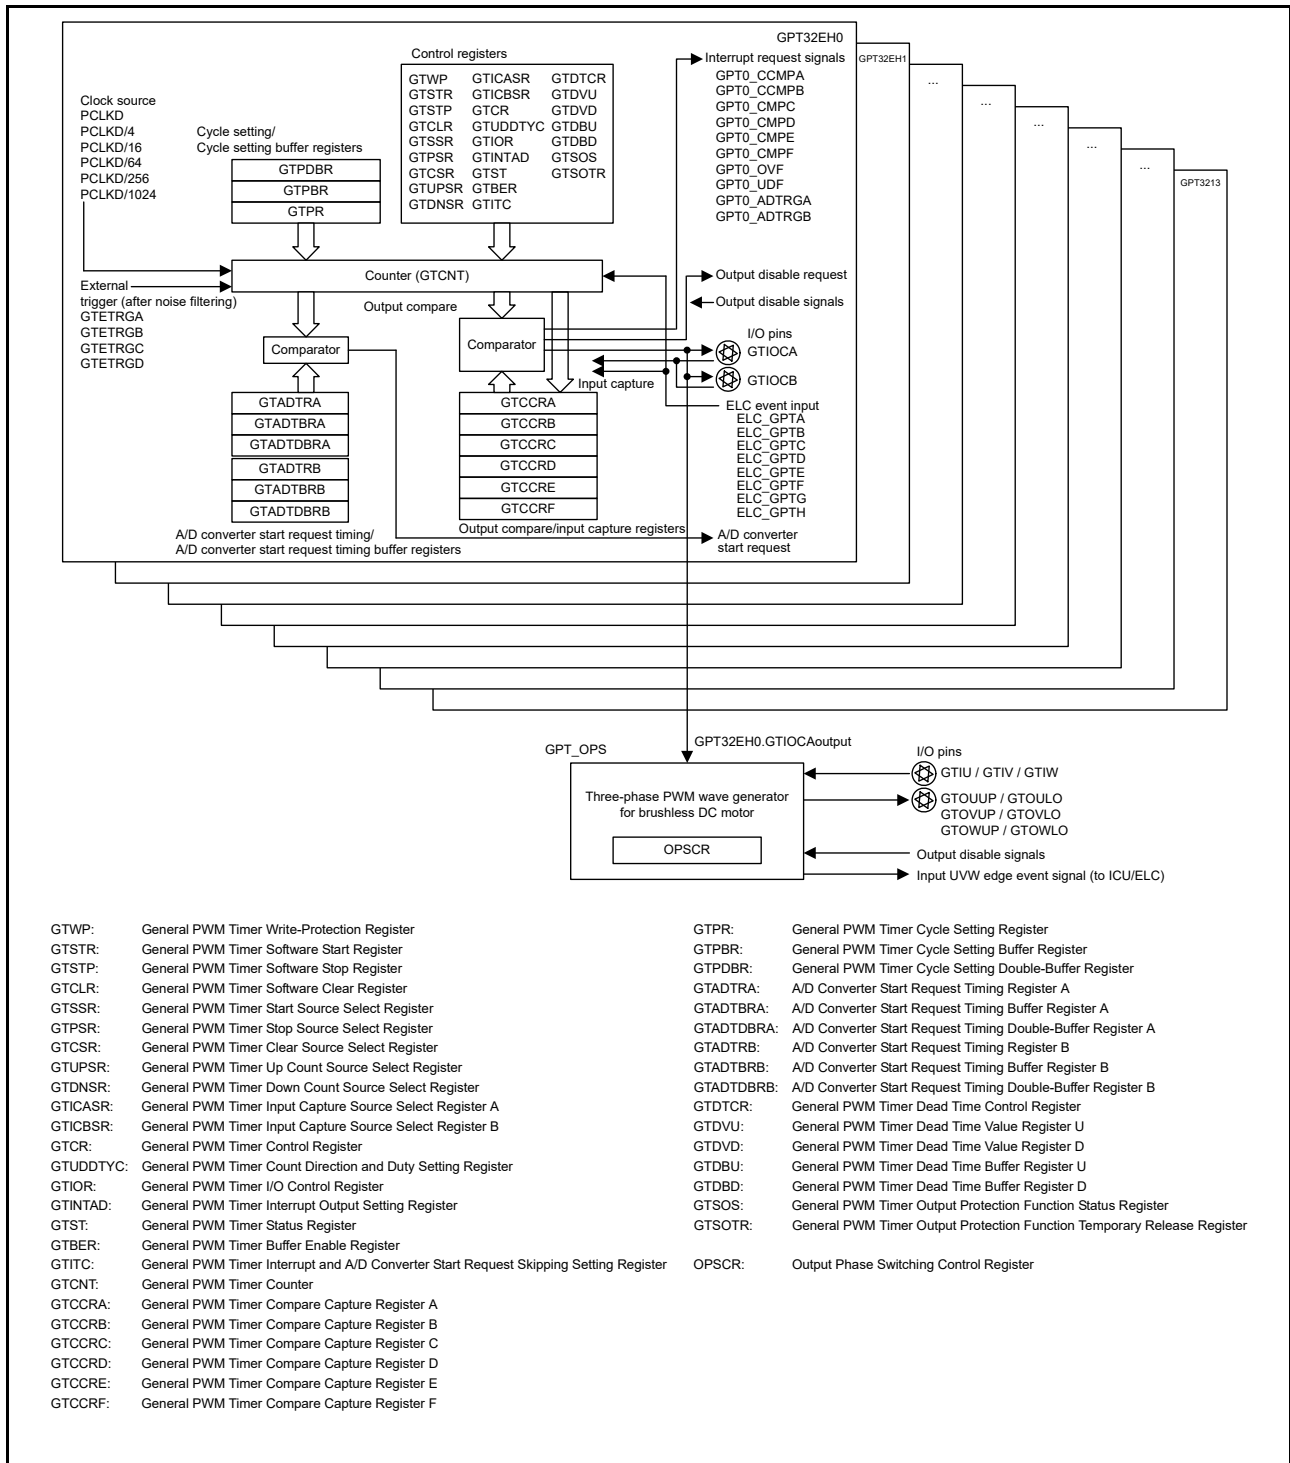 GPT32EH0
GPT32EH1
...
...
...
...
...
GPT3213
Clock source
PCLKD
PCLKD/4
PCLKD/16
PCLKD/64
PCLKD/256
PCLKD/1024
Cycle setting/
Cycle setting buffer registers
GTPDBR
GTPBR
GTPR
Control registers
GTWP GTICASR GTDTCR
GTSTR GTICBSR GTDVU
GTSTP GTCR GTDVD
GTCLR GTUDDTYC GTDBU
GTSSR GTIOR GTDBD
GTPSR GTINTAD GTSOS
GTCSR GTST GTSOTR
GTUPSR GTBER
GTDNSR GTITC
Interrupt request signals
GPT0_CCMPA
GPT0_CCMPB
GPT0_CMPC
GPT0_CMPD
GPT0_CMPE
GPT0_CMPF
GPT0_OVF
GPT0_UDF
GPT0_ADTRGA
GPT0_ADTRGB
Counter (GTCNT)
External
trigger (after noise filtering)
GTETRGA
GTETRGB
GTETRGC
GTETRGD
Output compare
Comparator
Comparator
Input capture
Output disable request
Output disable signals
I/O pins
GTIOCA
GTIOCB
ELC event input
ELC_GPTA
ELC_GPTB
ELC_GPTC
ELC_GPTD
ELC_GPTE
ELC_GPTF
ELC_GPTG
ELC_GPTH
GTADTRA
GTADTBRA
GTADTDBRA
GTADTRB
GTADTBRB
GTADTDBRB
GTCCRA
GTCCRB
GTCCRC
GTCCRD
GTCCRE
GTCCRF
Output compare/input capture registers
A/D converter start request timing/
A/D converter start request timing buffer registers
A/D converter
start request
GPT_OPS
GPT32EH0.GTIOCAoutput
Three-phase PWM wave generator
for brushless DC motor
OPSCR
I/O pins
GTIU / GTIV / GTIW
GTOUUP / GTOULO
GTOVUP / GTOVLO
GTOWUP / GTOWLO
Output disable signals
Input UVW edge event signal (to ICU/ELC)
GTWP: General PWM Timer Write-Protection Register
GTSTR: General PWM Timer Software Start Register
GTSTP: General PWM Timer Software Stop Register
GTCLR: General PWM Timer Software Clear Register
GTSSR: General PWM Timer Start Source Select Register
GTPSR: General PWM Timer Stop Source Select Register
GTCSR: General PWM Timer Clear Source Select Register
GTUPSR: General PWM Timer Up Count Source Select Register
GTDNSR: General PWM Timer Down Count Source Select Register
GTICASR: General PWM Timer Input Capture Source Select Register A
GTICBSR: General PWM Timer Input Capture Source Select Register B
GTCR: General PWM Timer Control Register
GTUDDTYC: General PWM Timer Count Direction and Duty Setting Register
GTIOR: General PWM Timer I/O Control Register
GTINTAD: General PWM Timer Interrupt Output Setting Register
GTST: General PWM Timer Status Register
GTBER: General PWM Timer Buffer Enable Register
GTITC: General PWM Timer Interrupt and A/D Converter Start Request Skipping Setting Register
GTCNT: General PWM Timer Counter
GTCCRA: General PWM Timer Compare Capture Register A
GTCCRB: General PWM Timer Compare Capture Register B
GTCCRC: General PWM Timer Compare Capture Register C
GTCCRD: General PWM Timer Compare Capture Register D
GTCCRE: General PWM Timer Compare Capture Register E
GTCCRF: General PWM Timer Compare Capture Register F
GTPR: General PWM Timer Cycle Setting Register
GTPBR: General PWM Timer Cycle Setting Buffer Register
GTPDBR: General PWM Timer Cycle Setting Double-Buffer Register
GTADTRA: A/D Converter Start Request Timing Register A
GTADTBRA: A/D Converter Start Request Timing Buffer Register A
GTADTDBRA: A/D Converter Start Request Timing Double-Buffer Register A
GTADTRB: A/D Converter Start Request Timing Register B
GTADTBRB: A/D Converter Start Request Timing Buffer Register B
GTADTDBRB: A/D Converter Start Request Timing Double-Buffer Register B
GTDTCR: General PWM Timer Dead Time Control Register
GTDVU: General PWM Timer Dead Time Value Register U
GTDVD: General PWM Timer Dead Time Value Register D
GTDBU: General PWM Timer Dead Time Buffer Register U
GTDBD: General PWM Timer Dead Time Buffer Register D
GTSOS: General PWM Timer Output Protection Function Status Register
GTSOTR: General PWM Timer Output Protection Function Temporary Release Register
OPSCR: Output Phase Switching Control Register